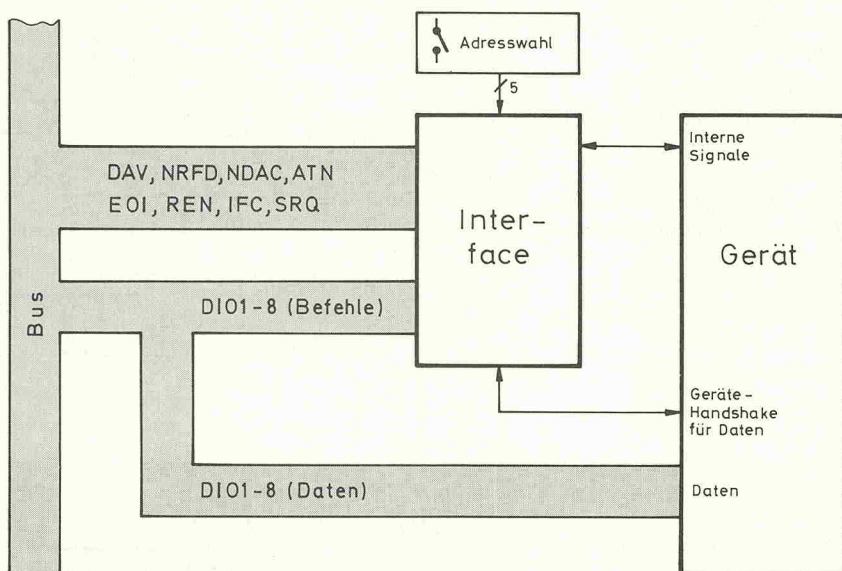 Adresswahl
5
DAV, NRFD, NDAC, ATN
EOI, REN, IFC, SRQ
Inter-
face
Interne
Signale
Gerät
Bus
DIO1-8 (Befehle)
Geräte-
Handshake
für Daten
DIO1-8 (Daten)
Daten